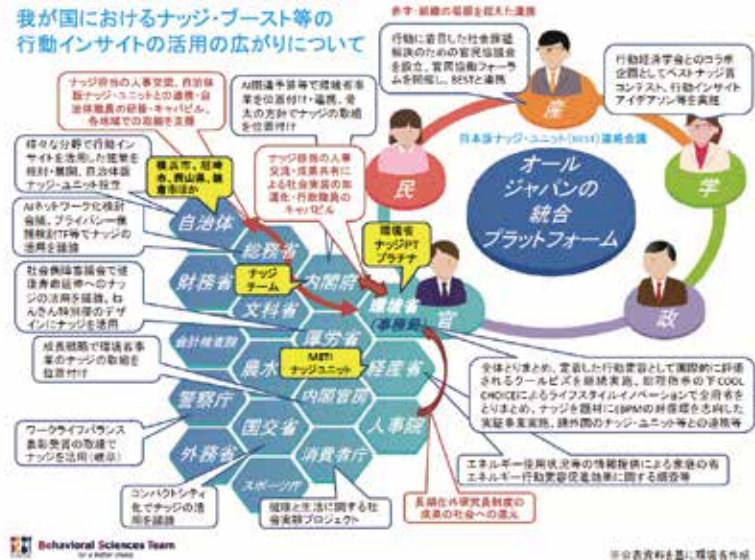 我が国におけるナッジ・ブースト等の
行動インサイトの活用の広がりについて
産学・組織の垣根を超えた連携
行動に着目した社会課題
解決のための官民協議会
を設立、官民協働フォーラ
ムを開催し、BESTと連携
行動経済学会とのコラボ
企画としてベストナッジ賞
コンテスト、行動インサイト
アイデアソン等を実施
ナッジ担当の人事交流、自治体
版ナッジ・ユニットとの連携・自
治体職員の研修・キャパビル、
各地域での取組を支援
AI関連予算等で環境省事
業を位置付け・連携、骨
太の方針でナッジの取組
を位置付け
様々な分野で行動イン
サイトを活用した施策を
検討・展開、自治体版
ナッジ・ユニット設立
横浜市、尼崎
市、岡山県、鎌
倉市ほか
ナッジ担当の人事
交流・成果共有に
よる社会実装の加
速化・行政職員の
キャパビル
日本版ナッジ・ユニット(BEST)連絡会議
オール
ジャパンの
統合
プラットフォーム
産
民
学
官
政
AIネットワーク化検討
会議、プライバシー保
護検討TF等でナッジの
活用を議論
環境省
ナッジPT
プラチナ
自治体
総務省
財務省
内閣府
ナッジ
チーム
文科省
環境省
(事務局)
会計検査院
厚労省
農水
METI
ナッジユニット
経産省
警察庁
内閣官房
国交省
人事院
外務省
消費者庁
スポーツ庁
社会保障審議会で健
康寿命延伸へのナッ
ジの活用を議論、ねん
きん特別便のデザ
インにナッジを活用
成長戦略で環境省事
業のナッジの取組を
位置付け
ワークライフバランス
表彰受賞の取組で
ナッジを活用(岐阜)
コンパクトシティ
化でナッジの活
用を議論
健康と生活に関する社
会実験プロジェクト
長期在外研究員制度の
成果の社会への還元
全体とりまとめ、定着した行動変容として国際的に評価
されるクールビズを継続実施、総理指示の下COOL
CHOICEによるライフスタイルイノベーションで全府省を
とりまとめ、ナッジを題材にEBPMの好循環を志向した
実証事業実施、諸外国のナッジ・ユニット等との連携等
エネルギー使用状況等の情報提供による家庭の省
エネルギー行動変容促進効果に関する調査等
Behavioral Sciences Team
※公表資料を基に環境省作成